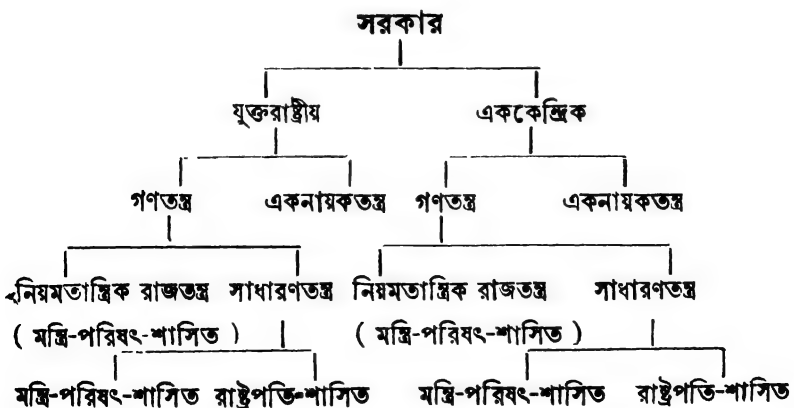 সরকার
যুক্তরাষ্ট্রীয় এককেন্দ্রিক
গণতন্ত্র একনায়কতন্ত্র গণতন্ত্র একনায়কতন্ত্র
নিয়মতান্ত্রিক রাজতন্ত্র সাধারণতন্ত্র নিয়মতান্ত্রিক রাজতন্ত্র সাধারণতন্ত্র
( মন্ত্রি-পরিষৎ-শাসিত ) ( মন্ত্রি-পরিষৎ-শাসিত )
মন্ত্রি-পরিষৎ-শাসিত রাষ্ট্রপতি-শাসিত মন্ত্রি-পরিষৎ-শাসিত রাষ্ট্রপতি-শাসিত